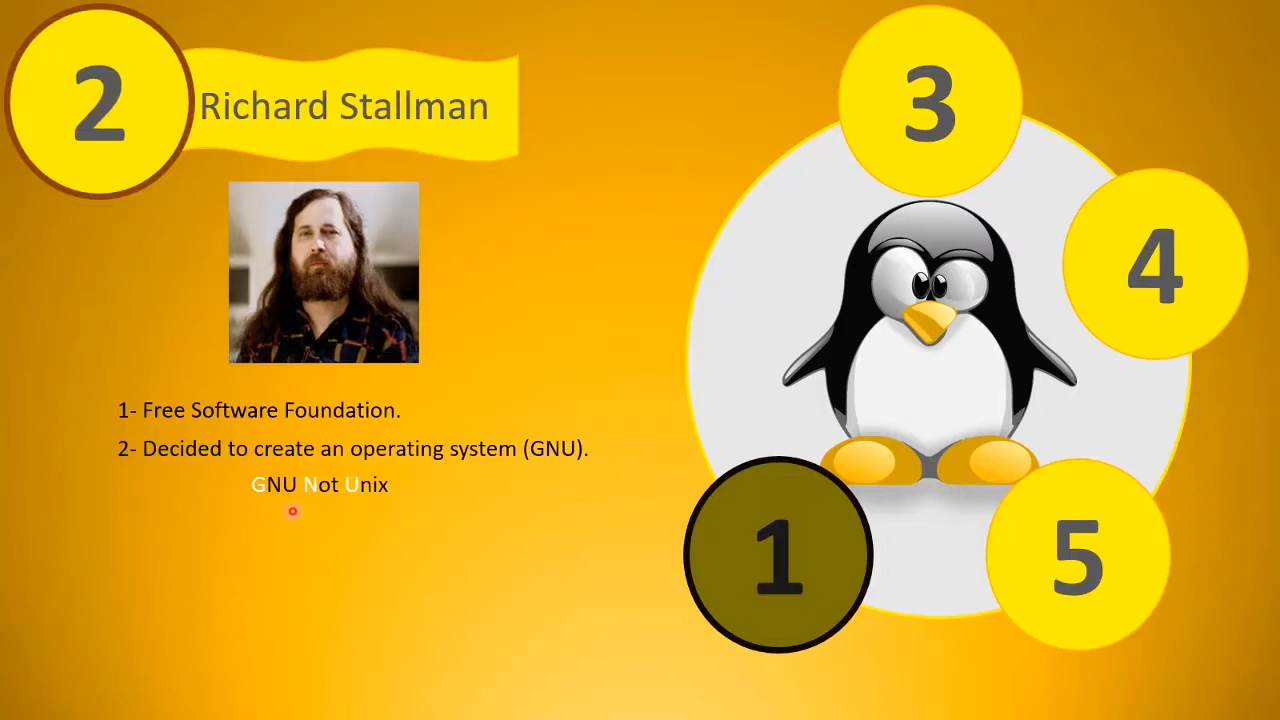 2
Richard Stallman
1- Free Software Foundation.
2- Decided to create an operating system (GNU).
GNU Not Unix
3
4
1
5